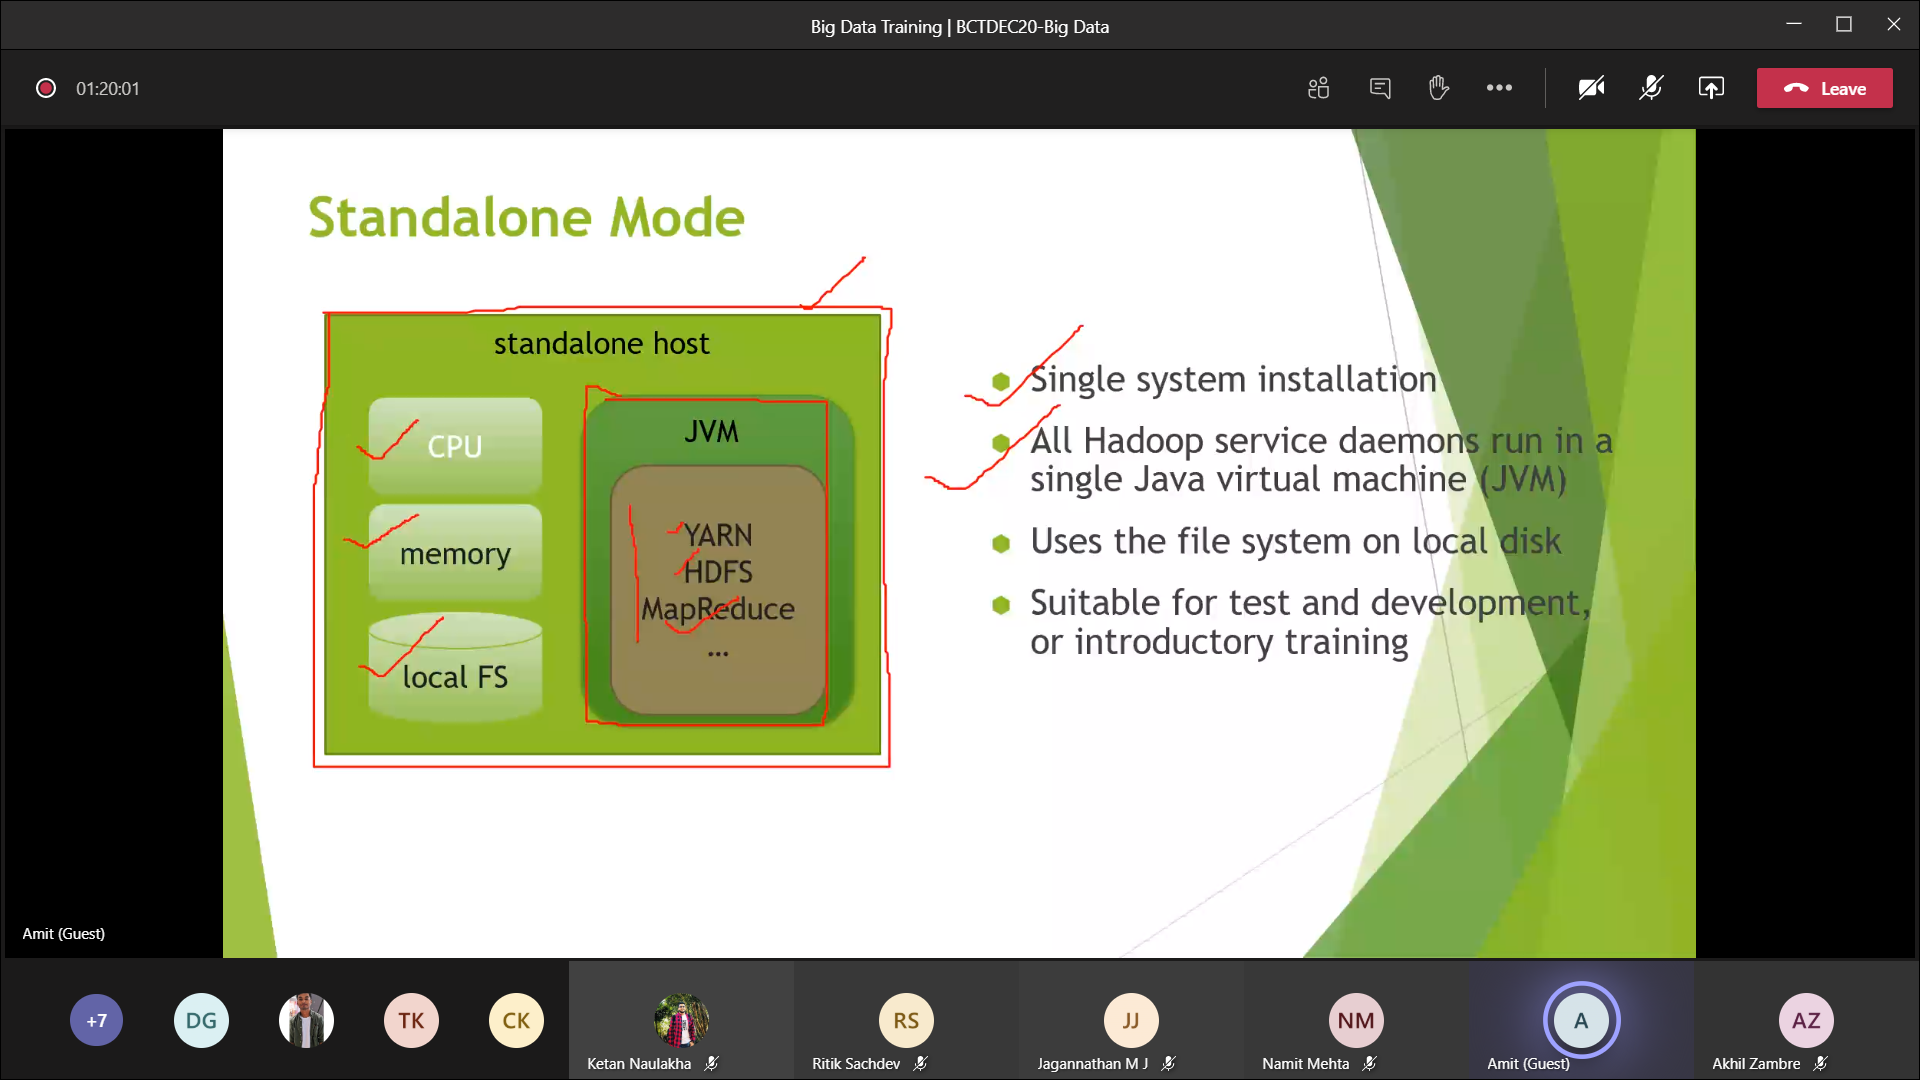 Big Data Training | BCTDEC20-Big Data
01:20:01
Leave
Standalone Mode
standalone host
CPU
memory
local FS
JVM
YARN
HDFS
MapReduce
...
Single system installation
All Hadoop service daemons run in a
single Java virtual machine (JVM)
Uses the file system on local disk
Suitable for test and development,
or introductory training
Amit (Guest)
+7
DG
TK
CK
Ketan Naulakha
RS
Ritik Sachdev
JJ
Jagannathan M J
NM
Namit Mehta
A
Amit (Guest)
AZ
Akhil Zambre